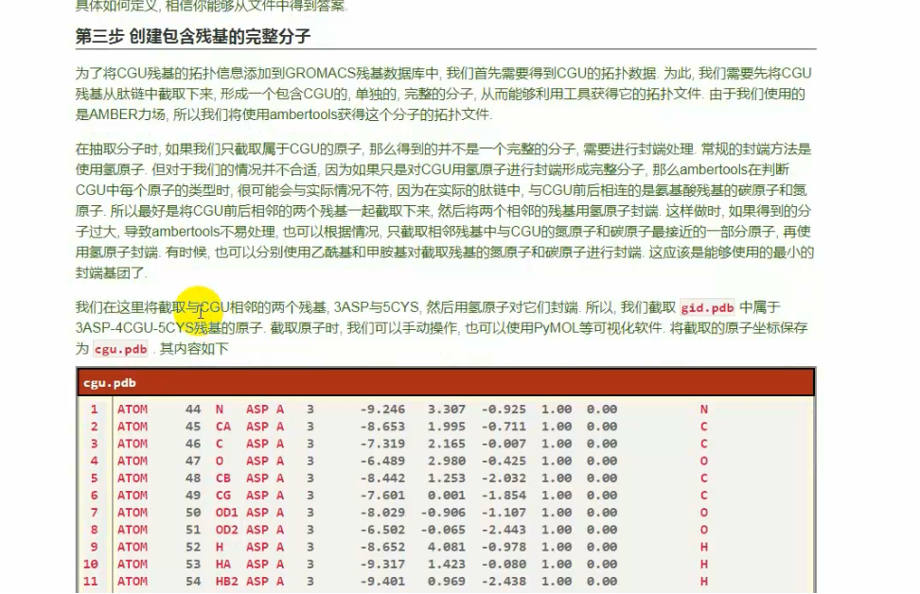 具体如何定义, 相信你能够从文件中得到答案.
第三步 创建包含残基的完整分子
为了将CGU残基的拓扑信息添加到GROMACS残基数据库中, 我们首先需要得到CGU的拓扑数据. 为此, 我们需要先将CGU
残基从肽链中截取下来, 形成一个包含CGU的, 单独的, 完整的分子, 从而能够利用工具获得它的拓扑文件. 由于我们使用的
是AMBER力场, 所以我们将使用ambertools获得这个分子的拓扑文件.
在抽取分子时, 如果我们只截取属于CGU的原子, 那么得到的并不是一个完整的分子, 需要进行封端处理. 常规的封端方法是
使用氢原子. 但对于我们的情况并不合适, 因为如果只是对CGU用氢原子进行封端形成完整分子, 那么ambertools在判断
CGU中每个原子的类型时, 很可能会与实际情况不符, 因为在实际的肽链中, 与CGU前后相连的是氨基酸残基的碳原子和氮
原子. 所以最好是将CGU前后相邻的两个残基一起截取下来, 然后将两个相邻的残基用氢原子封端. 这样做时, 如果得到的分
子过大, 导致ambertools不易处理, 也可以根据情况, 只截取相邻残基中与CGU的氮原子和碳原子最接近的一部分原子, 再使
用氢原子封端. 有时候, 也可以分别使用乙酰基和甲胺基对截取残基的氮原子和碳原子进行封端. 这应该是能够使用的最小的
封端基团了.
我们在这里将截取与CGU相邻的两个残基, 3ASP与5CYS, 然后用氢原子对它们封端. 所以, 我们截取 gid.pdb 中属于
3ASP-4CGU-5CYS残基的原子. 截取原子时, 我们可以手动操作, 也可以使用PyMOL等可视化软件. 将截取的原子坐标保存
为 cgu.pdb . 其内容如下
cgu.pdb
1 ATOM 44 N ASP A 3 -9.246 3.307 -0.925 1.00 0.00 N
2 ATOM 45 CA ASP A 3 -8.653 1.995 -0.711 1.00 0.00 C
3 ATOM 46 C ASP A 3 -7.319 2.165 -0.007 1.00 0.00 C
4 ATOM 47 O ASP A 3 -6.489 2.980 -0.425 1.00 0.00 O
5 ATOM 48 CB ASP A 3 -8.442 1.253 -2.032 1.00 0.00 C
6 ATOM 49 CG ASP A 3 -7.601 0.001 -1.854 1.00 0.00 C
7 ATOM 50 OD1 ASP A 3 -8.029 -0.906 -1.107 1.00 0.00 O
8 ATOM 51 OD2 ASP A 3 -6.502 -0.065 -2.443 1.00 0.00 O
9 ATOM 52 H ASP A 3 -8.652 4.081 -0.978 1.00 0.00 H
10 ATOM 53 HA ASP A 3 -9.317 1.423 -0.080 1.00 0.00 H
11 ATOM 54 HB2 ASP A 3 -9.401 0.969 -2.438 1.00 0.00 H